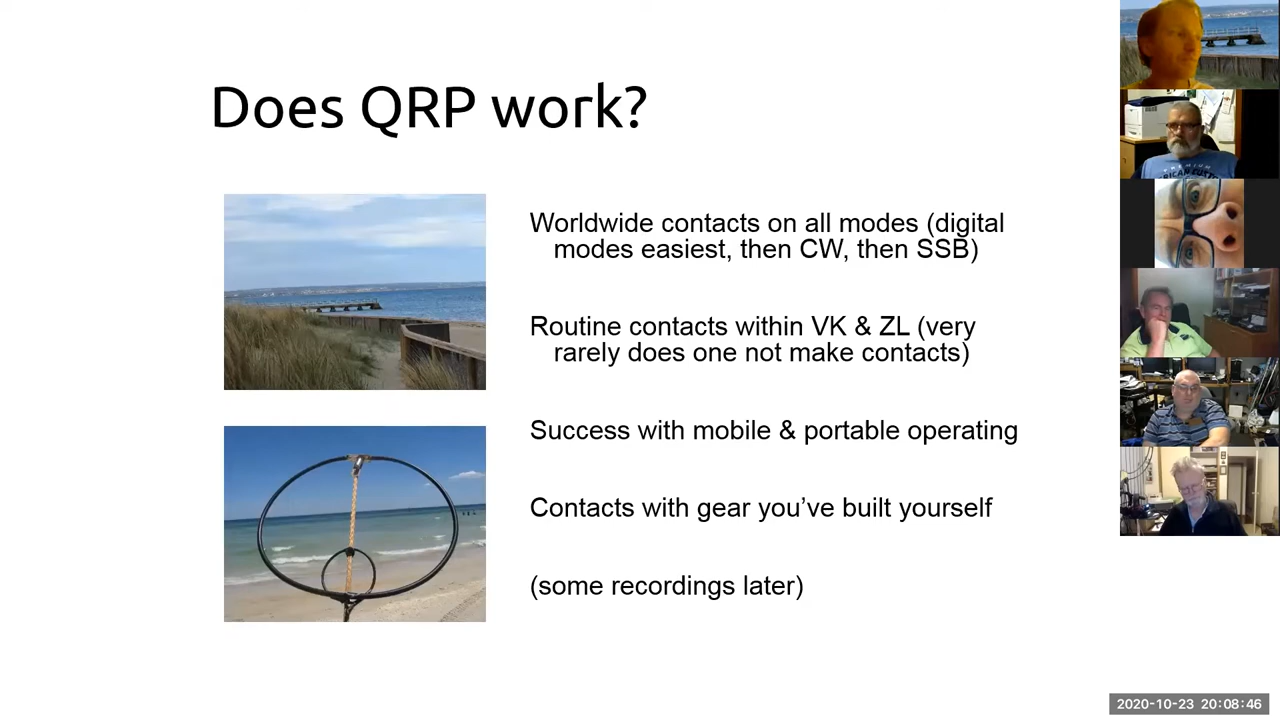 Does QRP work?
Worldwide contacts on all modes (digital
modes easiest, then CW, then SSB)
Routine contacts within VK & ZL (very
rarely does one not make contacts)
Success with mobile & portable operating
Contacts with gear you’ve built yourself
(some recordings later)
PREMIUM
2020-10-23 20:08:46